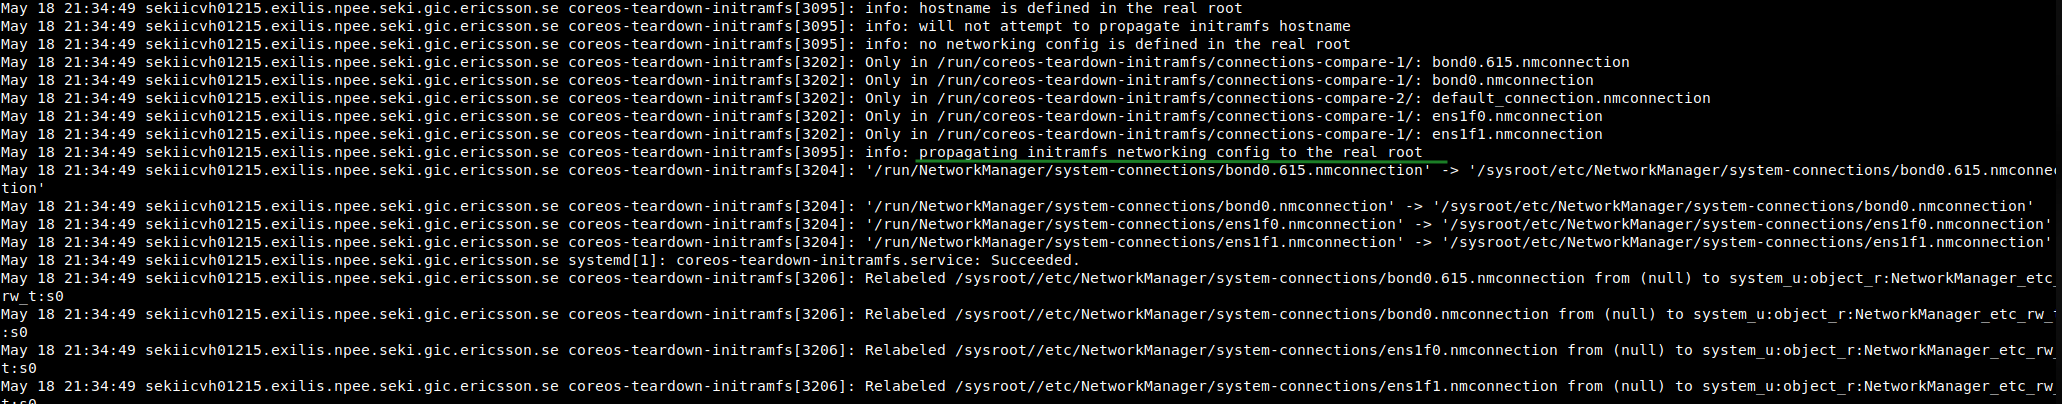 May 18 21:34:49 sekiicvh01215.exilis.npee.seki.gic.ericsson.se coreos-teardown-initramfs[3095]: info: hostname is defined in the real root
May 18 21:34:49 sekiicvh01215.exilis.npee.seki.gic.ericsson.se coreos-teardown-initramfs[3095]: info: will not attempt to propagate initramfs hostname
May 18 21:34:49 sekiicvh01215.exilis.npee.seki.gic.ericsson.se coreos-teardown-initramfs[3095]: info: no networking config is defined in the real root
May 18 21:34:49 sekiicvh01215.exilis.npee.seki.gic.ericsson.se coreos-teardown-initramfs[3202]: Only in /run/coreos-teardown-initramfs/connections-compare-1/: bond0.615.nmconnection
May 18 21:34:49 sekiicvh01215.exilis.npee.seki.gic.ericsson.se coreos-teardown-initramfs[3202]: Only in /run/coreos-teardown-initramfs/connections-compare-1/: bond0.nmconnection
May 18 21:34:49 sekiicvh01215.exilis.npee.seki.gic.ericsson.se coreos-teardown-initramfs[3202]: Only in /run/coreos-teardown-initramfs/connections-compare-2/: default_connection.nmconnection
May 18 21:34:49 sekiicvh01215.exilis.npee.seki.gic.ericsson.se coreos-teardown-initramfs[3202]: Only in /run/coreos-teardown-initramfs/connections-compare-1/: ens1f0.nmconnection
May 18 21:34:49 sekiicvh01215.exilis.npee.seki.gic.ericsson.se coreos-teardown-initramfs[3202]: Only in /run/coreos-teardown-initramfs/connections-compare-1/: ens1f1.nmconnection
May 18 21:34:49 sekiicvh01215.exilis.npee.seki.gic.ericsson.se coreos-teardown-initramfs[3095]: info: propagating initramfs networking config to the real root
May 18 21:34:49 sekiicvh01215.exilis.npee.seki.gic.ericsson.se coreos-teardown-initramfs[3204]: '/run/NetworkManager/system-connections/bond0.615.nmconnection' -> '/sysroot/etc/NetworkManager/system-connections/bond0.615.nmconnec
tion'
May 18 21:34:49 sekiicvh01215.exilis.npee.seki.gic.ericsson.se coreos-teardown-initramfs[3204]: '/run/NetworkManager/system-connections/bond0.nmconnection' -> '/sysroot/etc/NetworkManager/system-connections/bond0.nmconnection'
May 18 21:34:49 sekiicvh01215.exilis.npee.seki.gic.ericsson.se coreos-teardown-initramfs[3204]: '/run/NetworkManager/system-connections/ens1f0.nmconnection' -> '/sysroot/etc/NetworkManager/system-connections/ens1f0.nmconnection'
May 18 21:34:49 sekiicvh01215.exilis.npee.seki.gic.ericsson.se coreos-teardown-initramfs[3204]: '/run/NetworkManager/system-connections/ens1f1.nmconnection' -> '/sysroot/etc/NetworkManager/system-connections/ens1f1.nmconnection'
May 18 21:34:49 sekiicvh01215.exilis.npee.seki.gic.ericsson.se systemd[1]: coreos-teardown-initramfs.service: Succeeded.
May 18 21:34:49 sekiicvh01215.exilis.npee.seki.gic.ericsson.se coreos-teardown-initramfs[3206]: Relabeled /sysroot//etc/NetworkManager/system-connections/bond0.615.nmconnection from (null) to system_u:object_r:NetworkManager_etc_
rw_t:s0
May 18 21:34:49 sekiicvh01215.exilis.npee.seki.gic.ericsson.se coreos-teardown-initramfs[3206]: Relabeled /sysroot//etc/NetworkManager/system-connections/bond0.nmconnection from (null) to system_u:object_r:NetworkManager_etc_rw_t
:s0
May 18 21:34:49 sekiicvh01215.exilis.npee.seki.gic.ericsson.se coreos-teardown-initramfs[3206]: Relabeled /sysroot//etc/NetworkManager/system-connections/ens1f0.nmconnection from (null) to system_u:object_r:NetworkManager_etc_rw_
t:s0
May 18 21:34:49 sekiicvh01215.exilis.npee.seki.gic.ericsson.se coreos-teardown-initramfs[3206]: Relabeled /sysroot//etc/NetworkManager/system-connections/ens1f1.nmconnection from (null) to system_u:object_r:NetworkManager_etc_rw_
t:s0